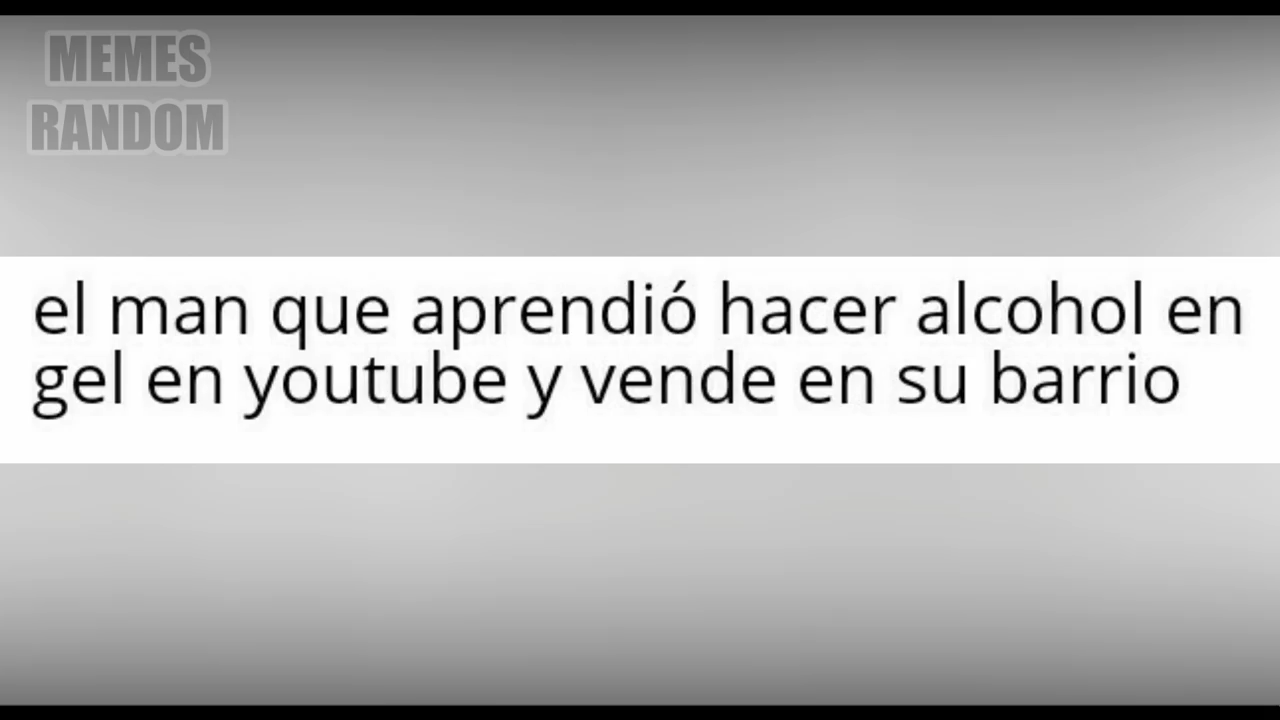 MEMES
RANDOM
el man que aprendió hacer alcohol en
gel en youtube y vende en su barrio